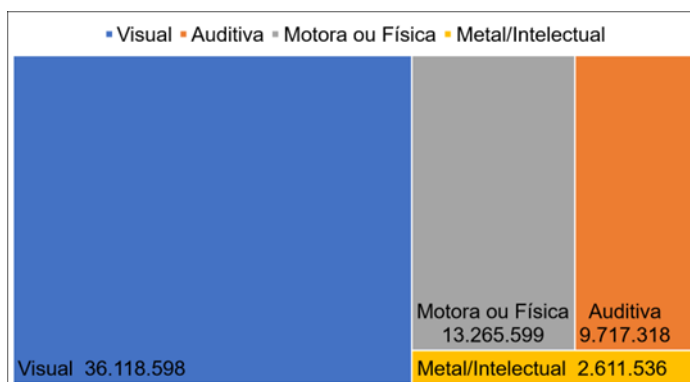 Visual Auditiva Motora ou Física Metal/Intelectual
Motora ou Física
13.265.599
Auditiva
9.717.318
Visual 36.118.598
Metal/Intelectual 2.611.536